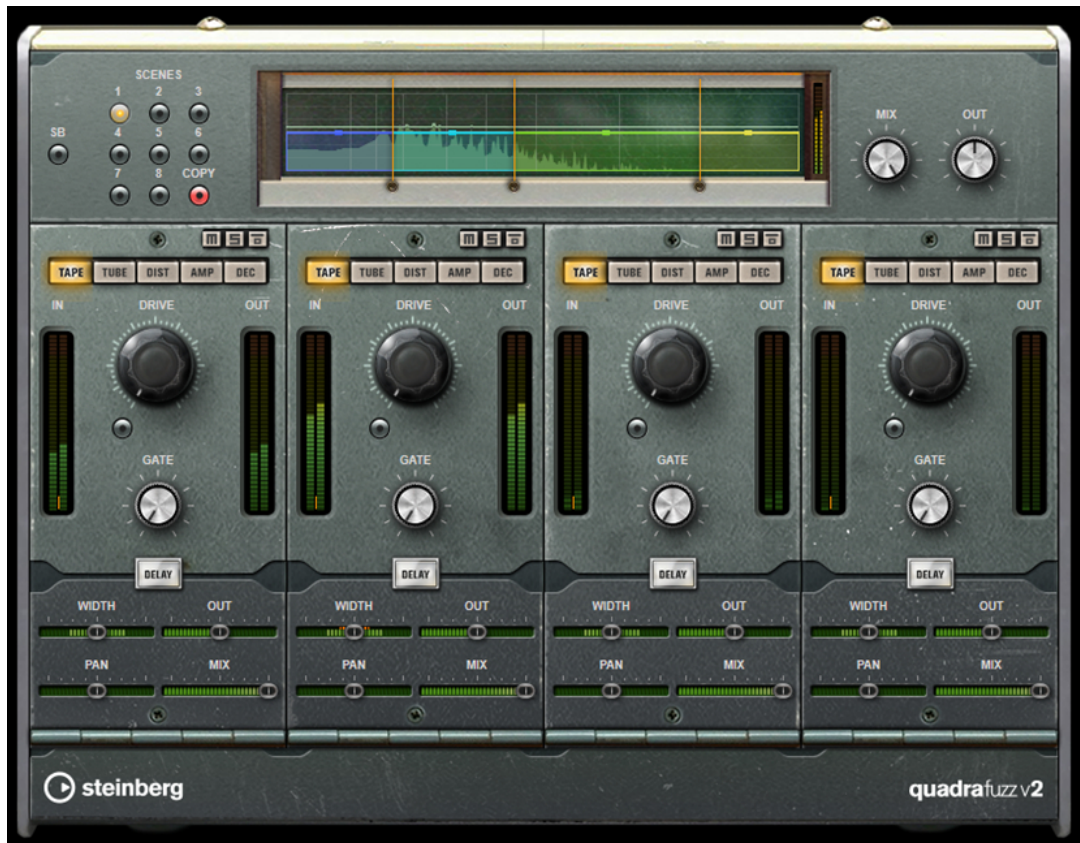 SCENES
1 2 3
SB
4 5 6
7 8 COPY
MIX OUT
M S
M S
M S
M S
TAPE TUBE DIST AMP DEC
TAPE TUBE DIST AMP DEC
TAPE TUBE DIST AMP DEC
TAPE TUBE DIST AMP DEC
IN DRIVE OUT
IN DRIVE OUT
IN DRIVE OUT
IN DRIVE OUT
GATE GATE GATE GATE
DELAY DELAY DELAY DELAY
WIDTH OUT WIDTH OUT WIDTH OUT WIDTH OUT
PAN MIX PAN MIX PAN MIX PAN MIX
steinberg
quadrafuzz v2